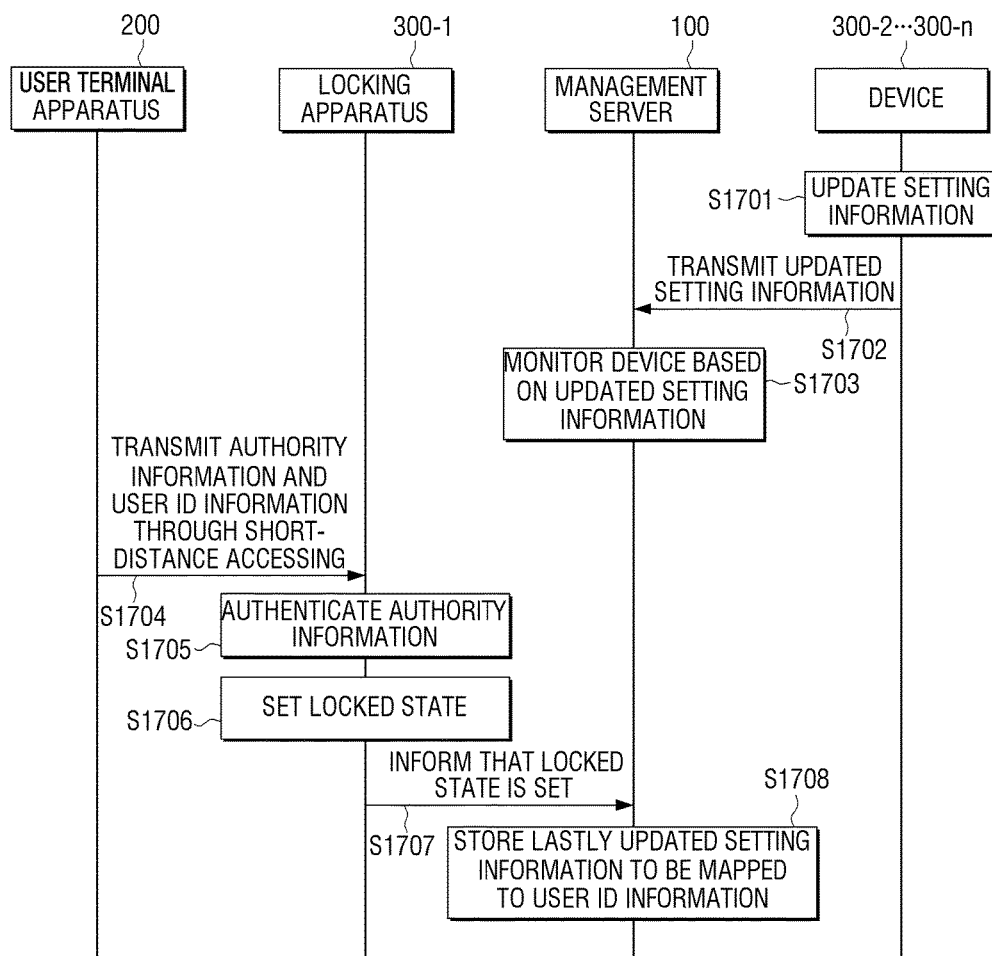 200
300-1
100
300-2···300-n
USER TERMINAL
APPARATUS
LOCKING
APPARATUS
MANAGEMENT
SERVER
DEVICE
S1701
UPDATE SETTING
INFORMATION
TRANSMIT UPDATED
SETTING INFORMATION
S1702
MONITOR DEVICE BASED
ON UPDATED SETTING
INFORMATION
S1703
TRANSMIT AUTHORITY
INFORMATION AND
USER ID INFORMATION
THROUGH SHORT-
DISTANCE ACCESSING
S1704
AUTHENTICATE AUTHORITY
INFORMATION
S1705
SET LOCKED STATE
S1706
INFORM THAT LOCKED
STATE IS SET
S1707
S1708
STORE LASTLY UPDATED SETTING
INFORMATION TO BE MAPPED
TO USER ID INFORMATION